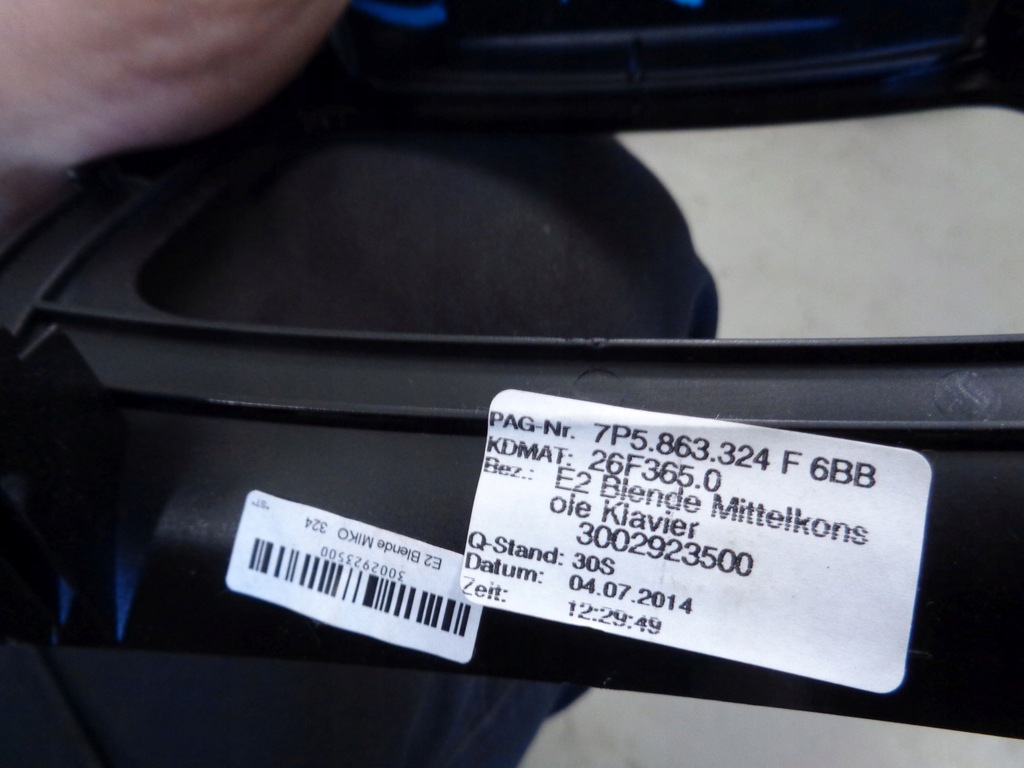 PAG-Nr. 7P5.863.324 F 6BB
KDMAT: 26F365.0
Bez.: E2 Blende Mittelkons
ole Klavier
3002923500
Q-Stand: 30S
Datum: 04.07.2014
Zeit: 12:29:49
3002923500
E2 Blende MIKO 324